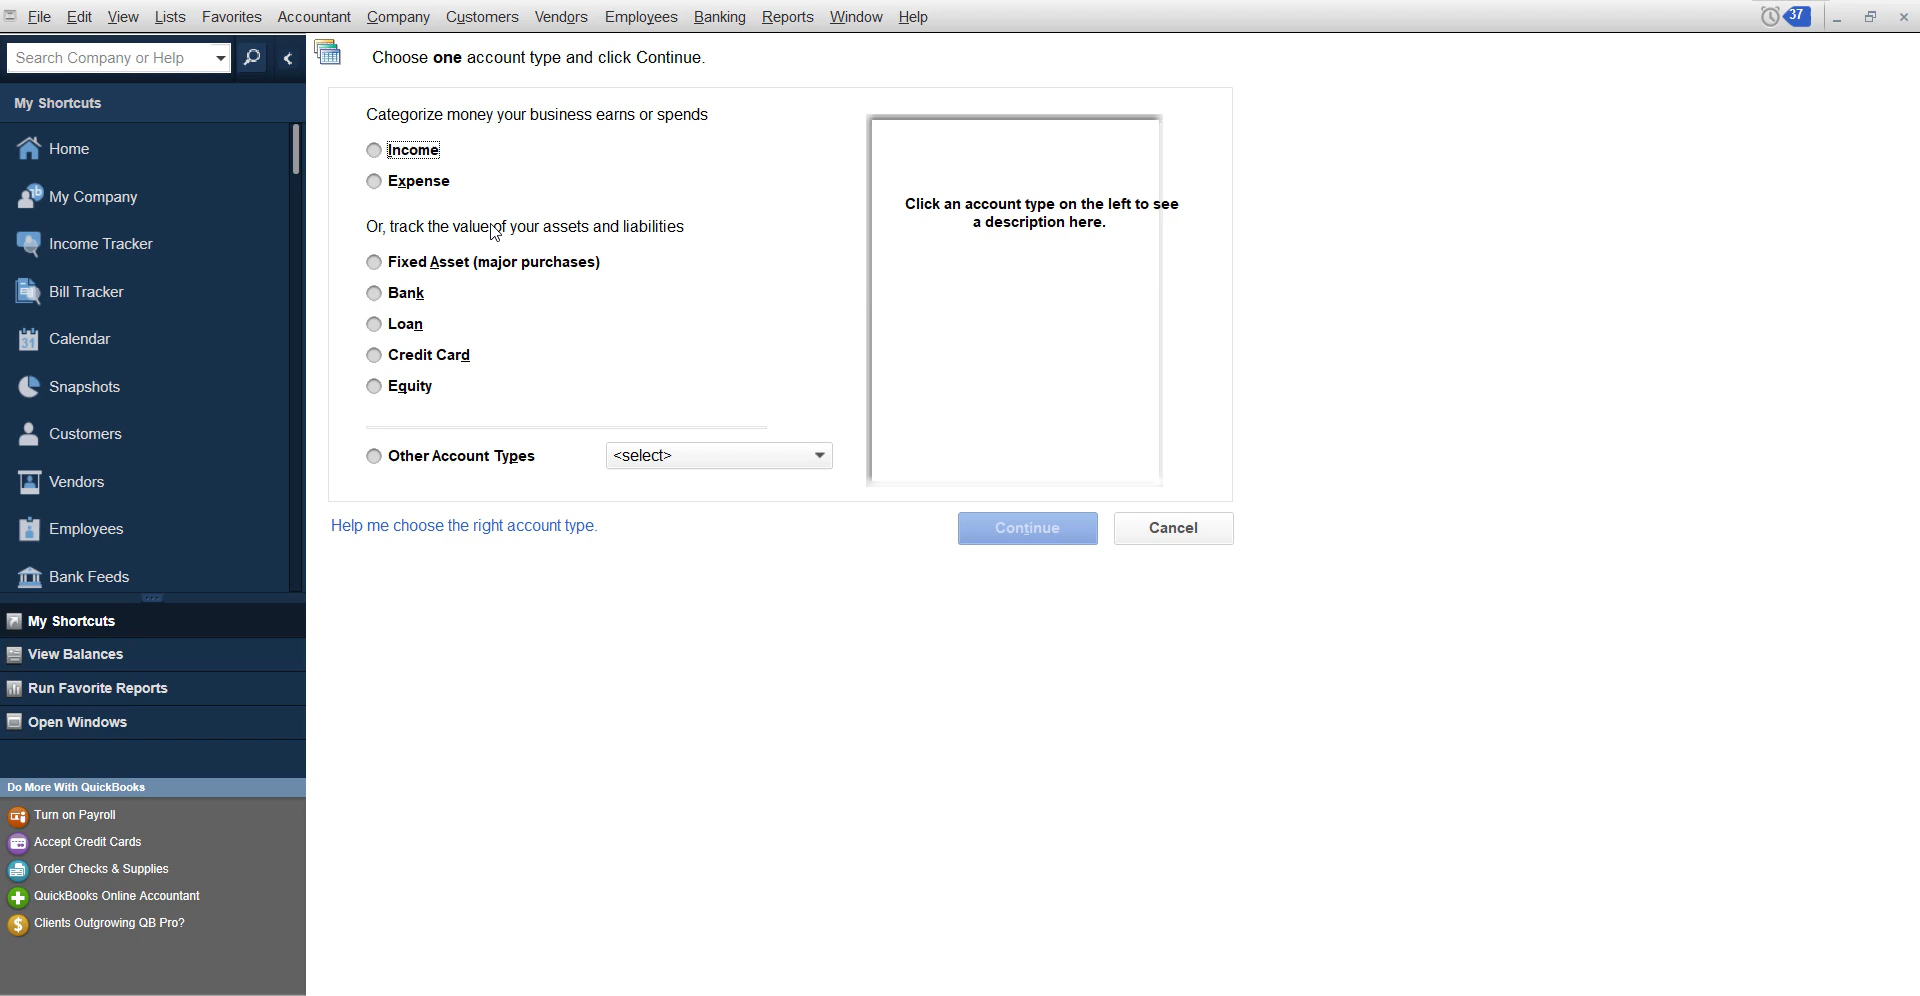 File Edit View Lists Favorites Accountant Company Customers Vendors Employees Banking Reports Window Help
37
Search Company or Help
Choose one account type and click Continue.
My Shortcuts
Home
My Company
Income Tracker
Bill Tracker
Calendar
31
Snapshots
Customers
Vendors
Employees
Bank Feeds
My Shortcuts
View Balances
Run Favorite Reports
Open Windows
Do More With QuickBooks
Turn on Payroll
Accept Credit Cards
Order Checks & Supplies
QuickBooks Online Accountant
Clients Outgrowing QB Pro?
Categorize money your business earns or spends
Income
Expense
Or, track the value of your assets and liabilities
Fixed Asset (major purchases)
Bank
Loan
Credit Card
Equity
Other Account Types
<select>
Click an account type on the left to see
a description here.
Help me choose the right account type.
Continue
Cancel